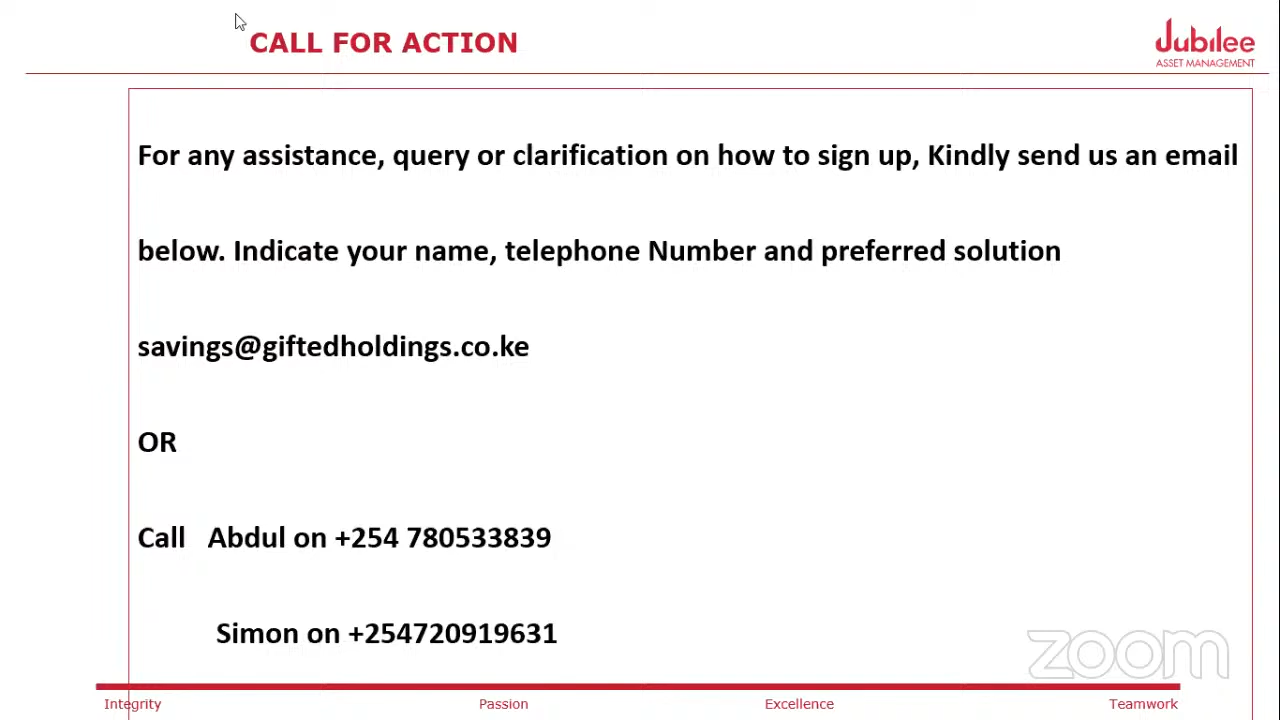 CALL FOR ACTION
Jubilee
ASSET MANAGEMENT
For any assistance, query or clarification on how to sign up, Kindly send us an email
below. Indicate your name, telephone Number and preferred solution
savings@giftedholdings.co.ke
OR
Call Abdul on +254 780533839
Simon on +254720919631
zoom
Integrity Passion Excellence Teamwork